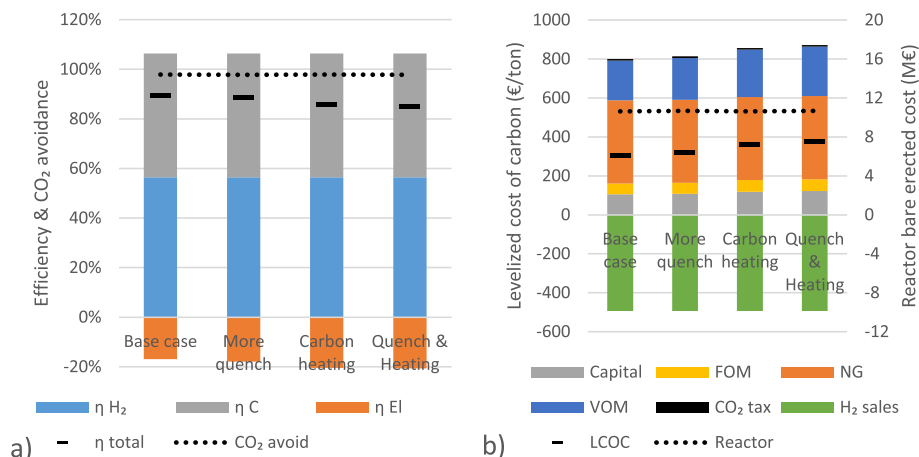 120%
100%
80%
60%
40%
20%
0%
-20%
Efficiency & CO₂ avoidance
Base case
More quench
Carbon heating
Quench & Heating
η H₂
η C
η El
η total
CO₂ avoid
a)
1000
800
600
400
200
0
-200
-400
-600
Levelized cost of carbon (€/ton)
20
16
12
8
4
0
-4
-8
-12
Reactor bare erected cost (M€)
Base case
More quench
Carbon heating
Quench & Heating
Capital
FOM
NG
VOM
CO₂ tax
H₂ sales
LCOC
Reactor
b)